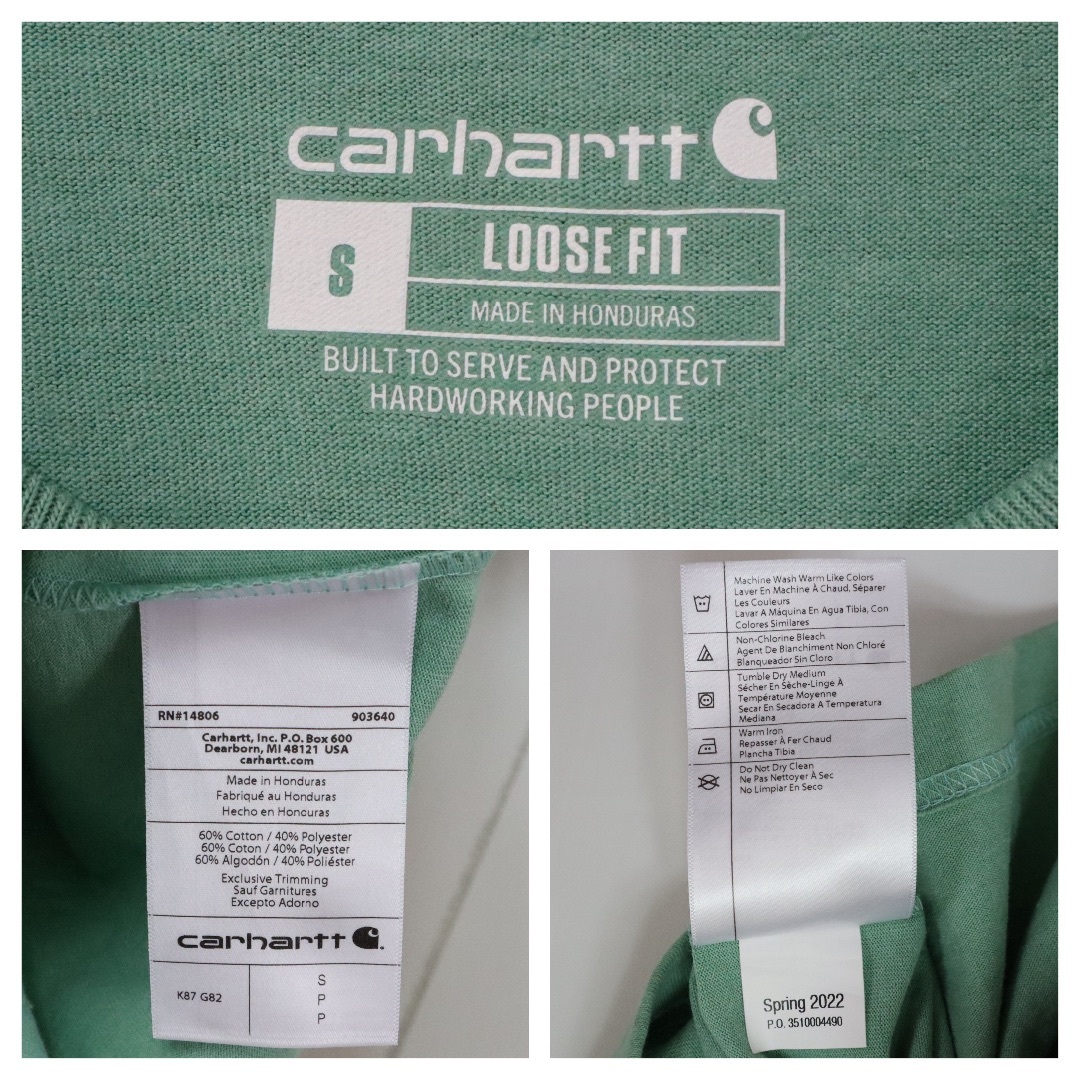 carhartt
S
LOOSE FIT
MADE IN HONDURAS
BUILT TO SERVE AND PROTECT
HARDWORKING PEOPLE
RN#14806 903640
Carhartt, Inc. P.O. Box 600
Dearborn, MI 48121 USA
carhartt.com
Made in Honduras
Fabriqué au Honduras
Hecho en Honduras
60% Cotton / 40% Polyester
60% Coton / 40% Polyester
60% Algodón / 40% Poliéster
Exclusive Trimming
Sauf Garnitures
Excepto Adorno
carhartt
K87 G82
S
P
P
Machine Wash Warm Like Colors
Laver En Machine À Chaud, Séparer
Les Couleurs
Lavar A Máquina En Agua Tibia, Con
Colores Similares
Non-Chlorine Bleach
Agent De Blanchiment Non Chloré
Blanqueador Sin Cloro
Tumble Dry Medium
Sécher En Sèche-Linge À
Température Moyenne
Secar En Secadora A Temperatura
Mediana
Warm Iron
Repasser À Fer Chaud
Plancha Tibia
Do Not Dry Clean
Ne Pas Nettoyer À Sec
No Limpiar En Seco
Spring 2022
P.O. 3510004490